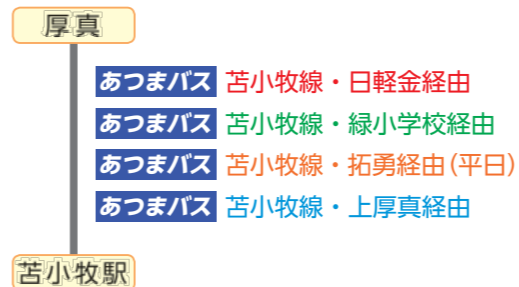 厚真
あつまバス 苫小牧線・日軽金経由
あつまバス 苫小牧線・緑小学校経由
あつまバス 苫小牧線・拓勇経由(平日)
あつまバス 苫小牧線・上厚真経由
苫小牧駅